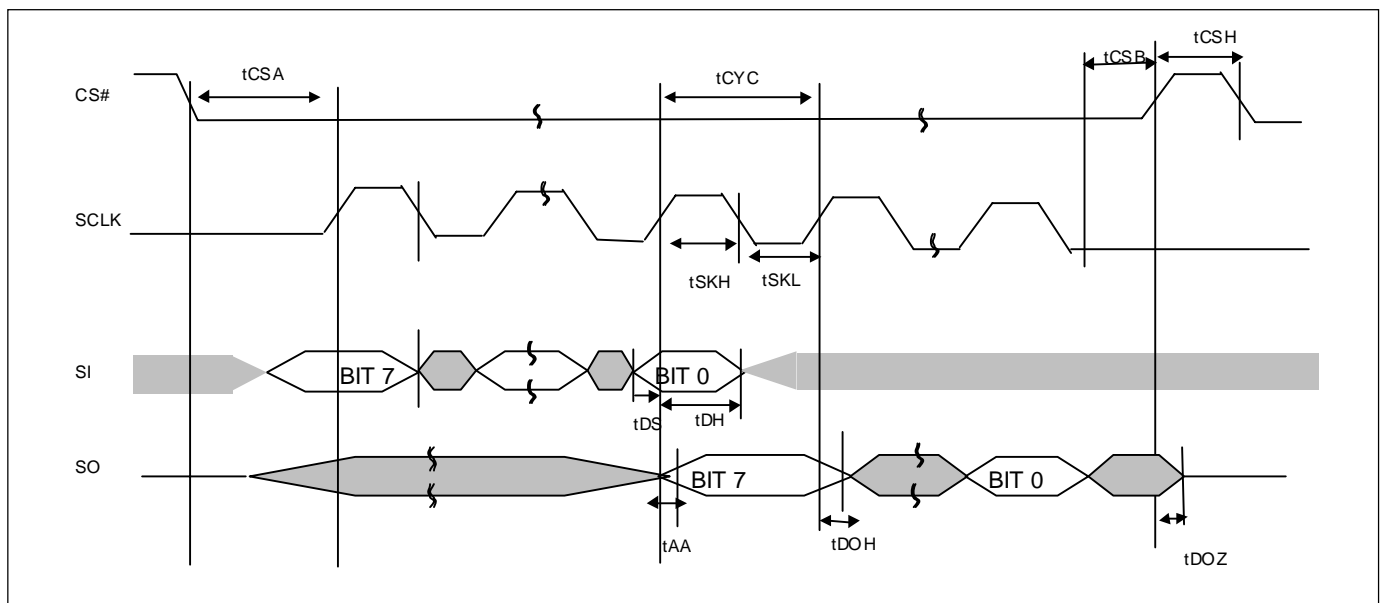 tCSH
tCSB
tCSA
tCYC
CS#
SCLK
tSKH
tSKL
SI
BIT 7
BIT 0
tDS
tDH
SO
BIT 7
BIT 0
tAA
tDOH
tDOZ